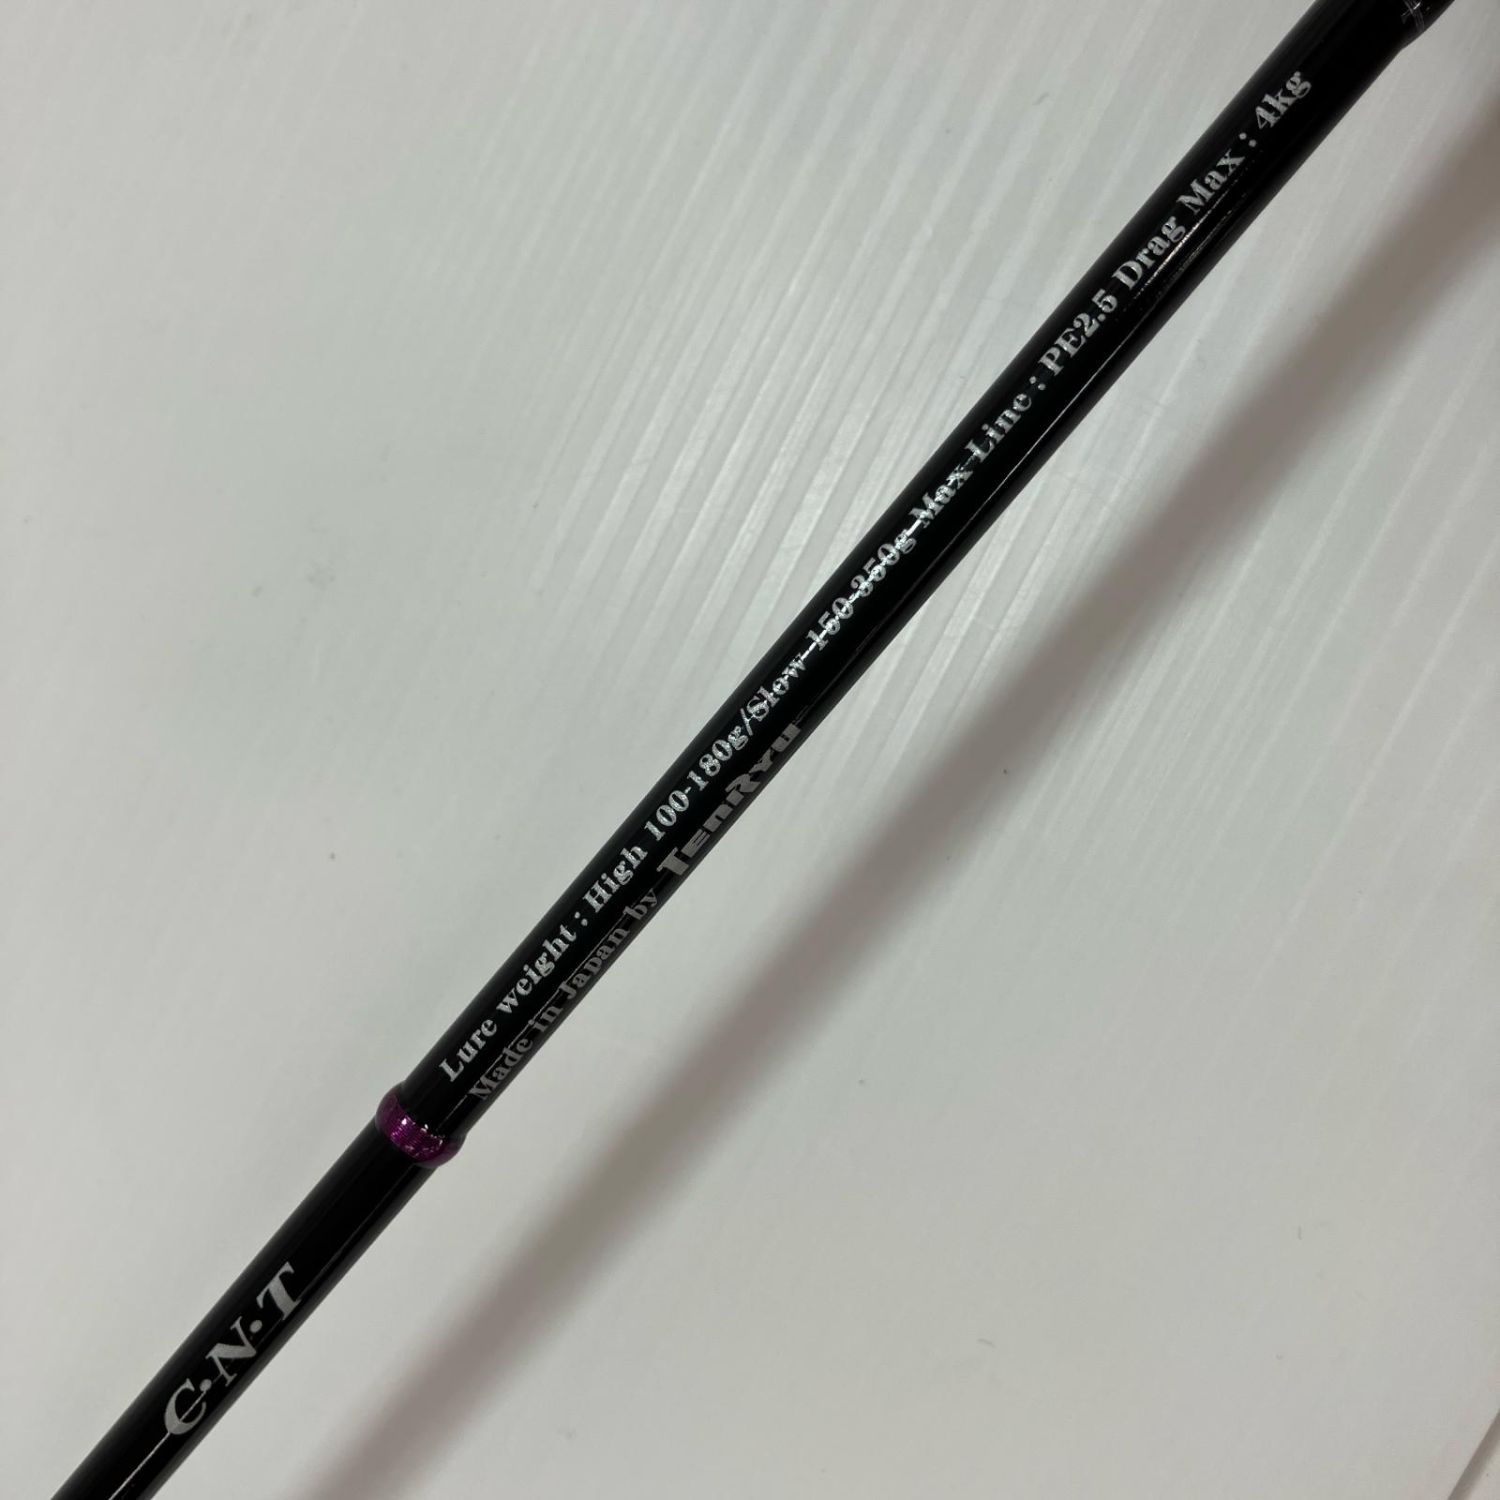 Lure weight : High 100-180g/Slow 150-350g Max Line : PE2.5 Drag Max : 4kg
Made in Japan by TenRyu
C•N•T